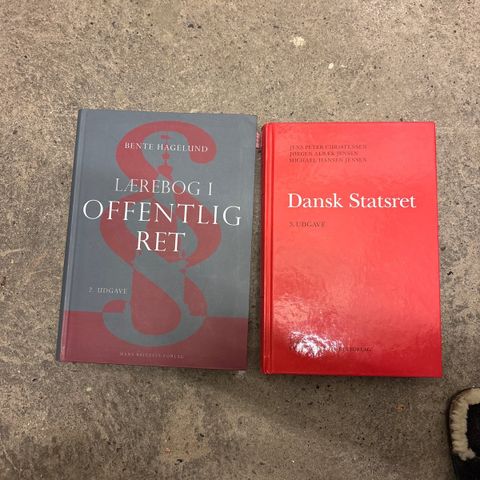 BENTE HAGELUND
LÆREBOG I
OFFENTLIG
RET
2. UDGAVE
HANS REITZELS FORLAG
JENS PETER CHRISTENSEN
JØRGEN ALBÆK JENSEN
MICHAEL HANSEN JENSEN
Dansk Statsret
3. UDGAVE
FORLAG